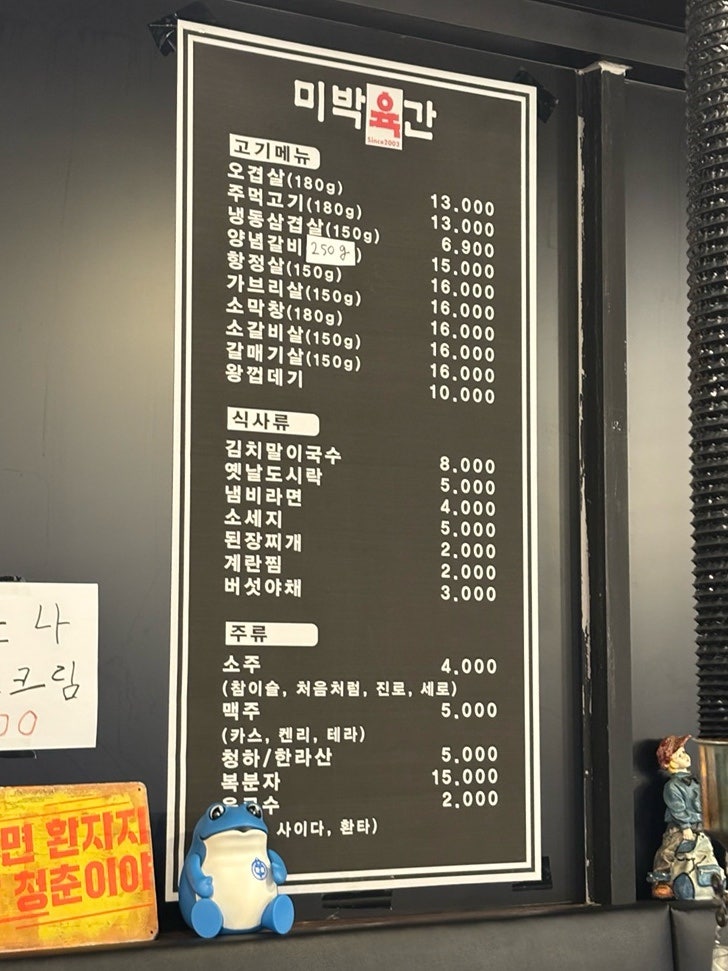 미박육간
Since2003
고기메뉴
오겹살(180g) 13.000
주먹고기(180g) 13.000
냉동삼겹살(150g) 6.900
양념갈비 250g) 15.000
항정살(150g) 16.000
가브리살(150g) 16.000
소막창(180g) 16.000
소갈비살(150g) 16.000
갈매기살(150g) 16.000
왕껍데기 10.000
식사류
김치말이국수 8.000
옛날도시락 5.000
냄비라면 4.000
소세지 5.000
된장찌개 2.000
계란찜 2.000
버섯야채 3.000
주류
소주 4.000
(참이슬, 처음처럼, 진로, 새로)
맥주 5.000
(카스, 켄리, 테라)
청하/한라산 5.000
복분자 15.000
2.000
사이다, 환타)
나
크림
00
면 환자지
청춘이야